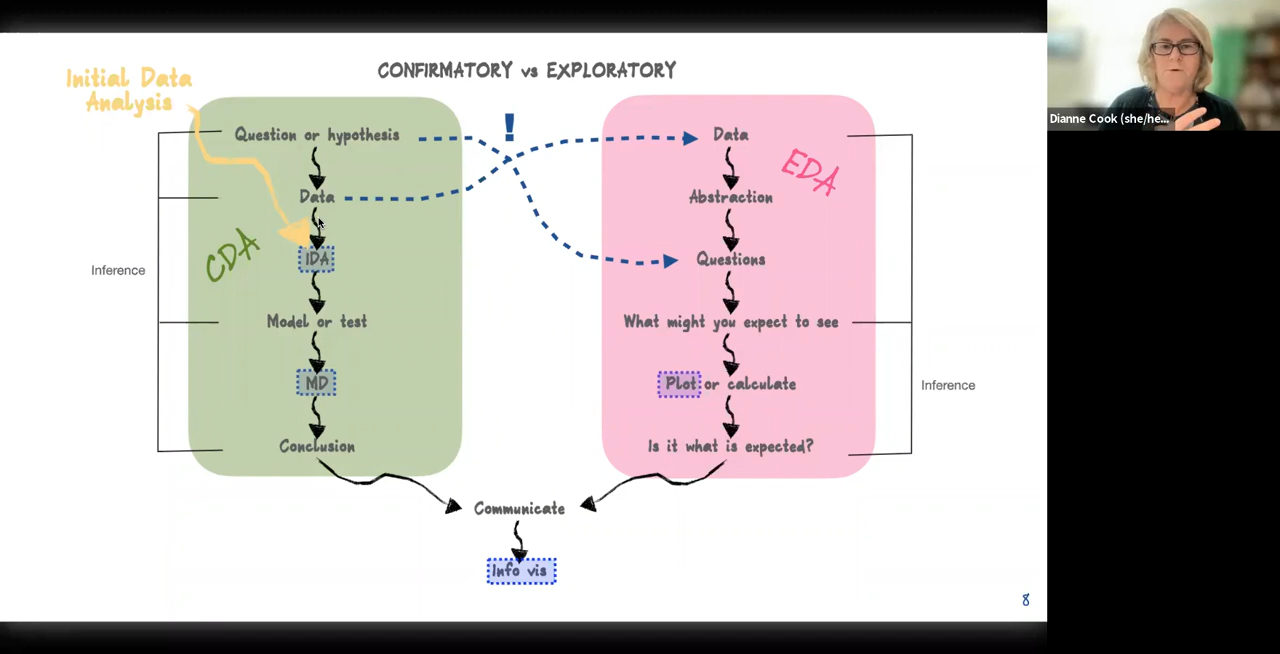 CONFIRMATORY vs EXPLORATORY
Initial Data
Analysis
Question or hypothesis
Data
IDA
Model or test
MD
Conclusion
CDA
Inference
!
Data
EDA
Abstraction
Questions
What might you expect to see
Plot or calculate
Is it what is expected?
Inference
Communicate
Info vis
8
Dianne Cook (she/he...